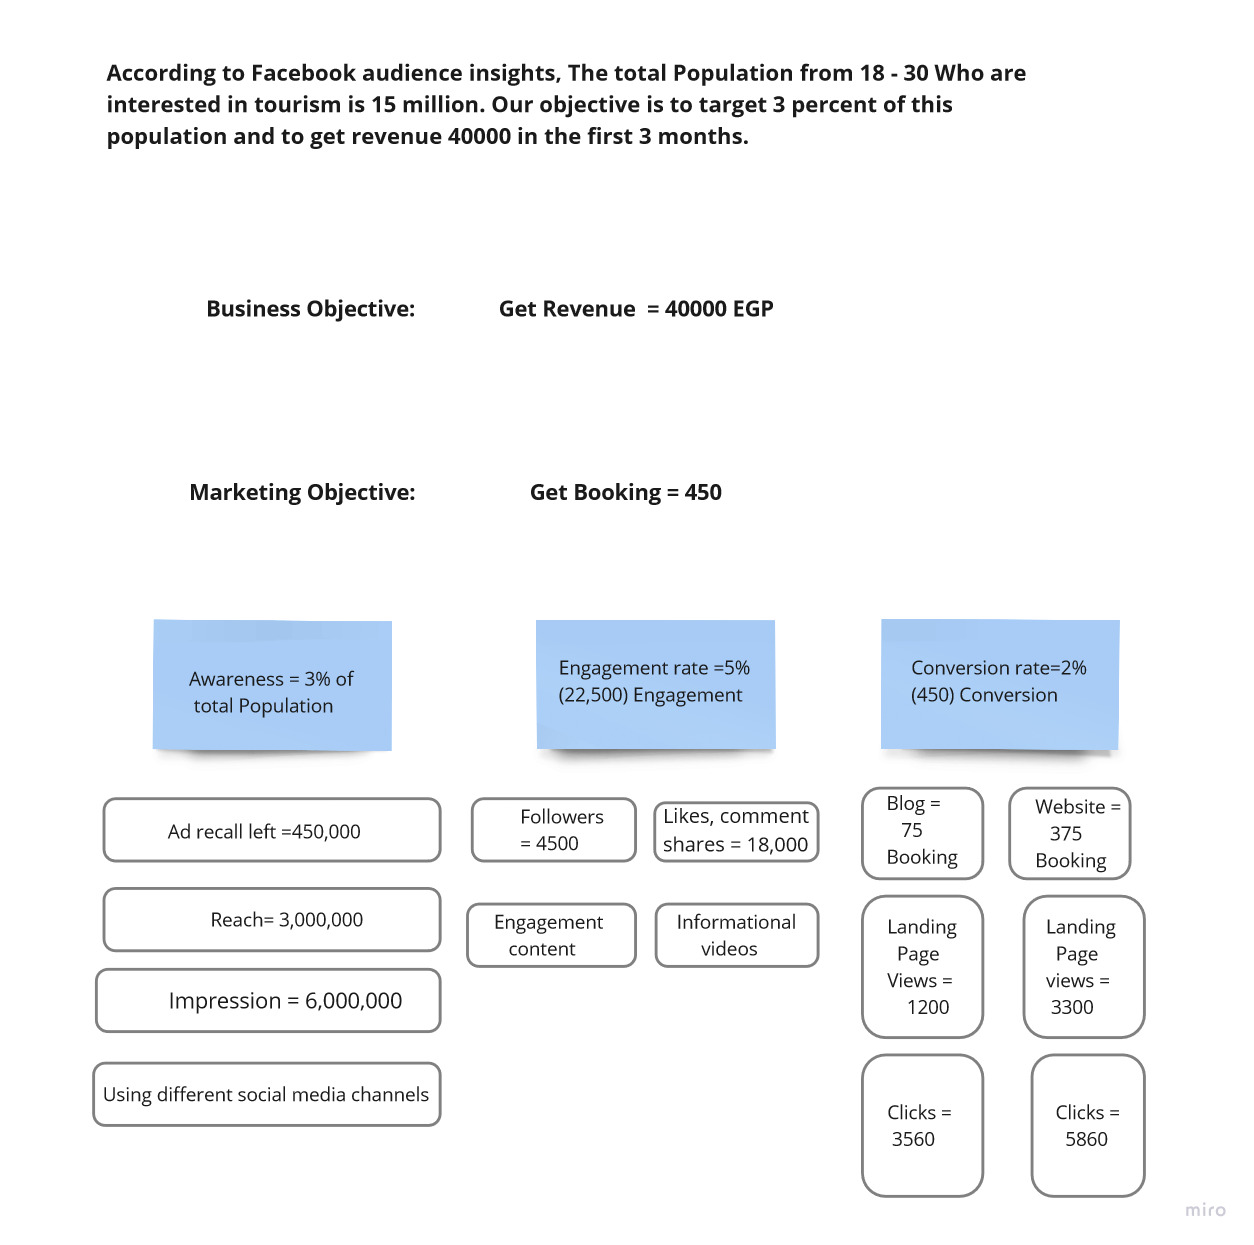 According to Facebook audience insights, The total Population from 18 - 30 Who are
interested in tourism is 15 million. Our objective is to target 3 percent of this
population and to get revenue 40000 in the first 3 months.
Business Objective:
Get Revenue = 40000 EGP
Marketing Objective:
Get Booking = 450
Awareness = 3% of
total Population
Ad recall left =450,000
Reach= 3,000,000
Impression = 6,000,000
Using different social media channels
Engagement rate =5%
(22,500) Engagement
Followers
= 4500
Likes, comment
shares = 18,000
Engagement
content
Informational
videos
Conversion rate=2%
(450) Conversion
Blog =
75
Booking
Website =
375
Booking
Landing
Page
Views =
1200
Landing
Page
views =
3300
Clicks =
3560
Clicks =
5860
miro